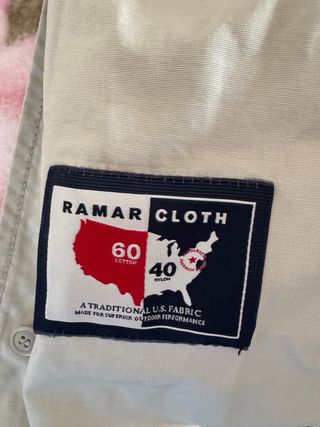 RAMAR CLOTH
60
COTTON
40
NYLON
A TRADITIONAL U.S. FABRIC
MADE FOR SUPERIOR OUTDOOR PERFORMANCE